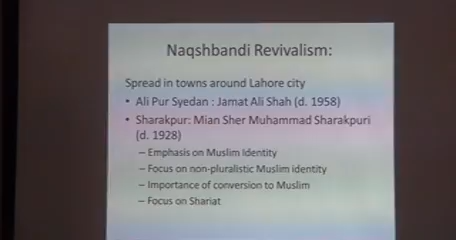 Naqshbandi Revivalism:
Spread in towns around Lahore city
• Ali Pur Syedan : Jamat Ali Shah (d. 1958)
• Sharakpur: Mian Sher Muhammad Sharakpuri
(d. 1928)
– Emphasis on Muslim Identity
– Focus on non-pluralistic Muslim identity
– Importance of conversion to Muslim
– Focus on Shariat